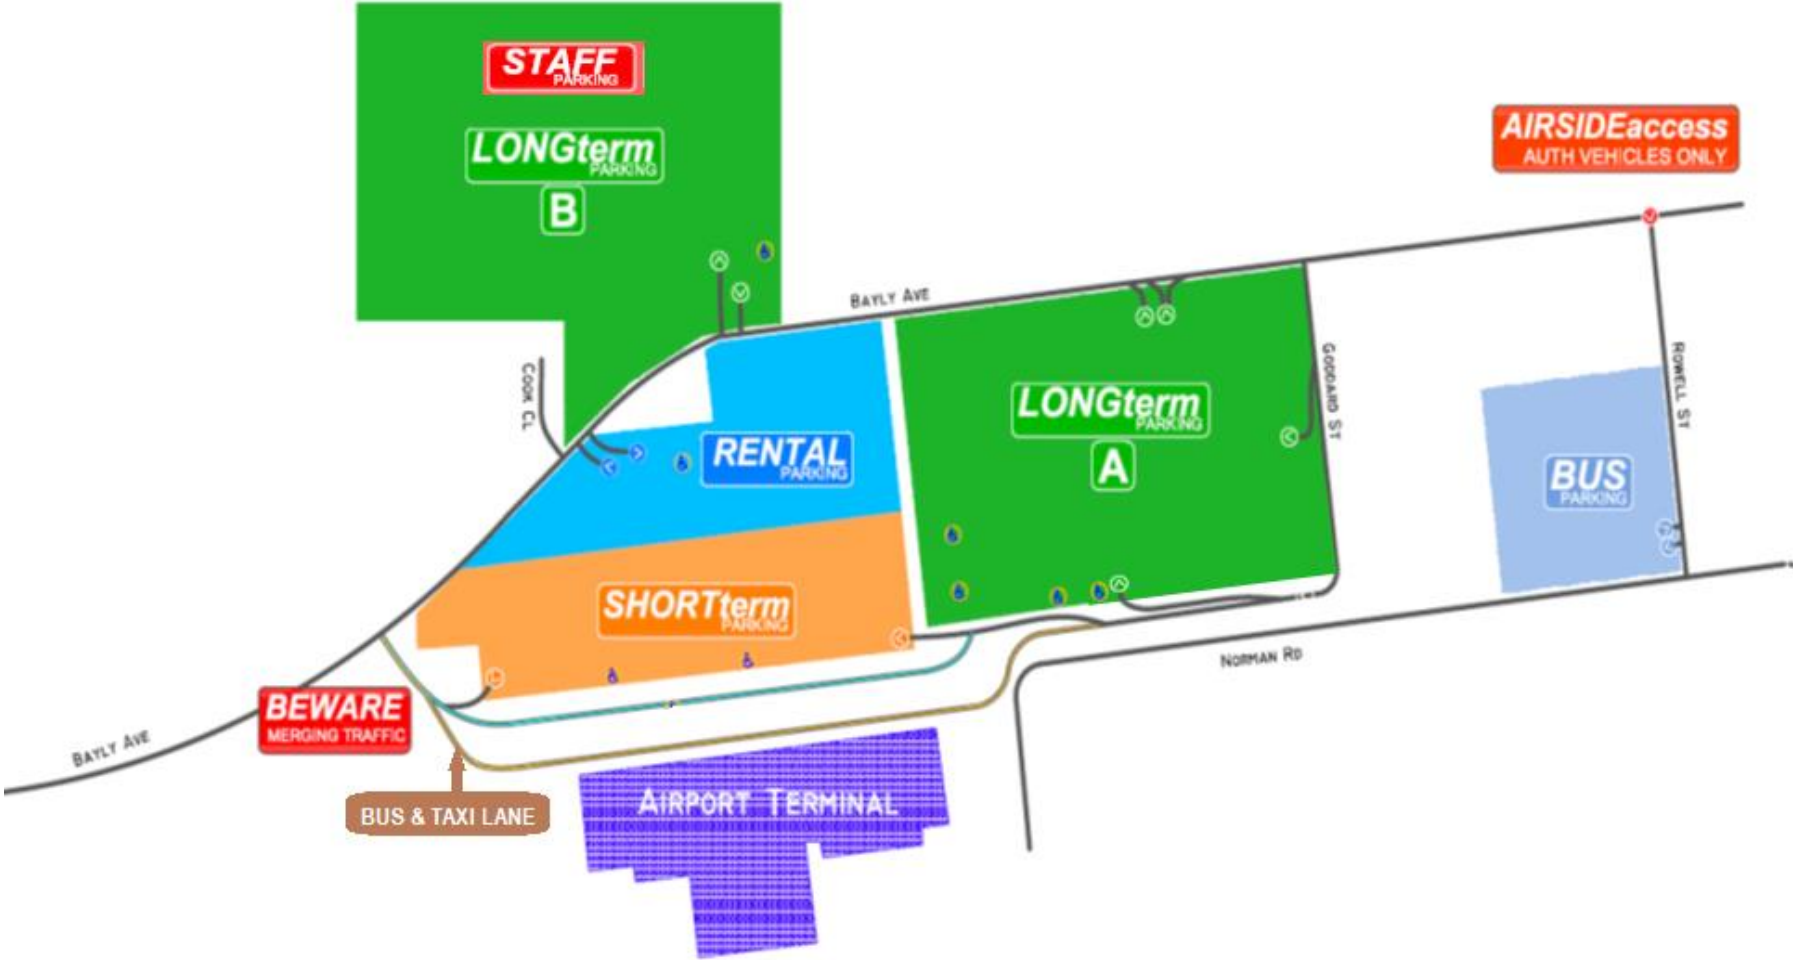 STAFF
PARKING
LONGterm
PARKING
B
AIRSIDEaccess
AUTH VEHICLES ONLY
BAYLY AVE
COOK CL
GODDARD ST
ROWELL ST
LONGterm
PARKING
A
RENTAL
PARKING
BUS
PARKING
SHORTterm
PARKING
NORMAN RD
BEWARE
MERGING TRAFFIC
BAYLY AVE
BUS & TAXI LANE
AIRPORT TERMINAL